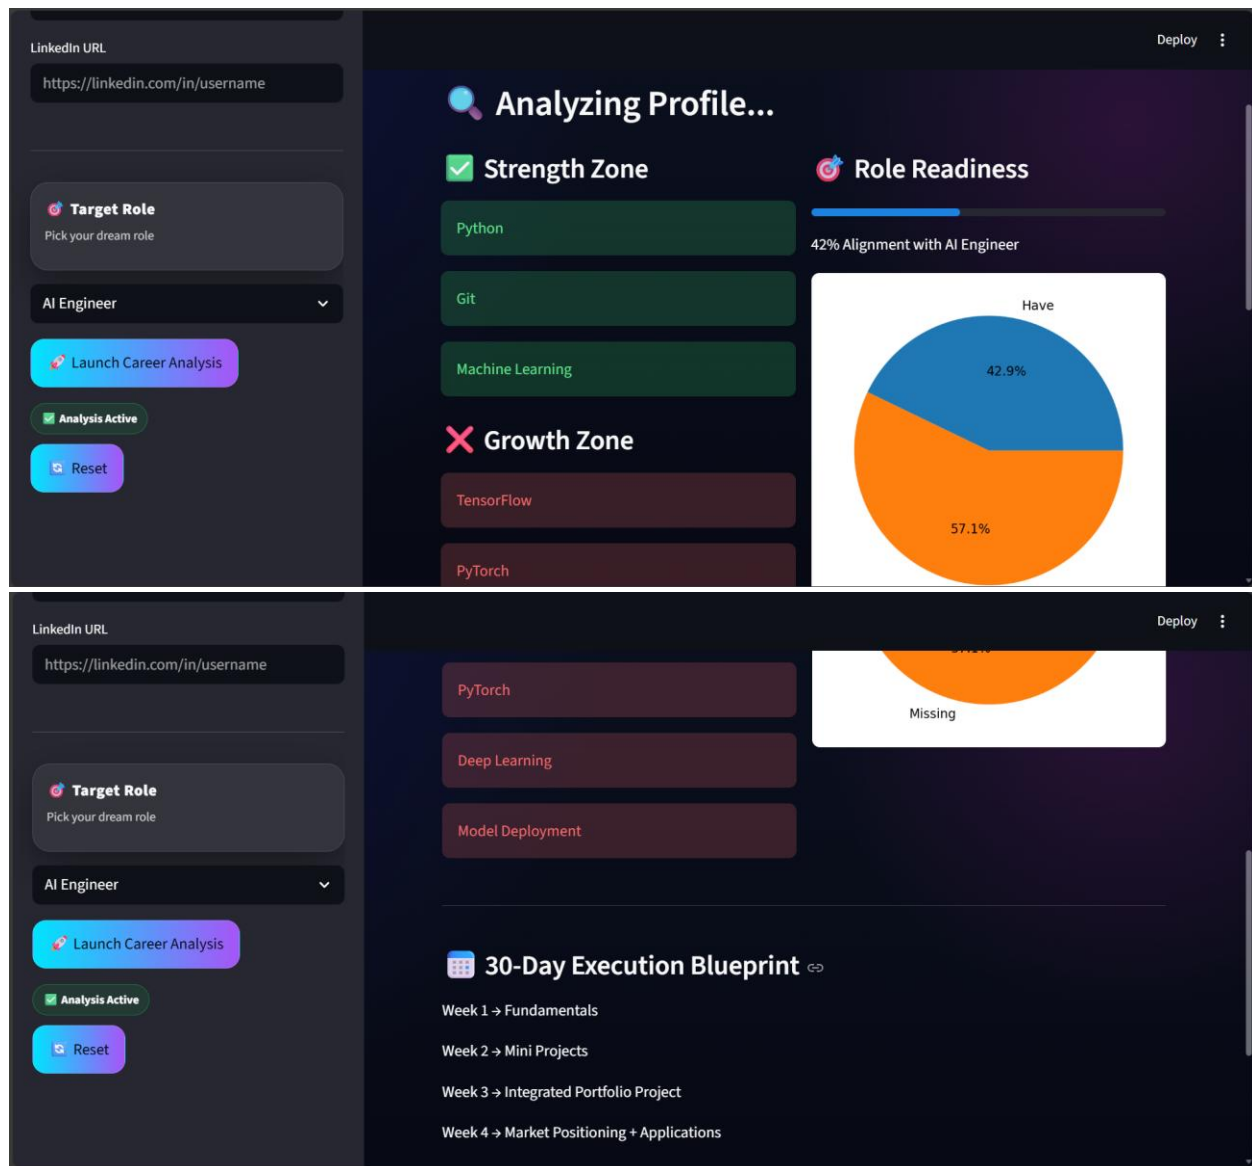 LinkedIn URL
https://linkedin.com/in/username
Target Role
Pick your dream role
AI Engineer
Launch Career Analysis
Analysis Active
Reset
Deploy
Analyzing Profile...
Strength Zone
Python
Git
Machine Learning
Growth Zone
TensorFlow
PyTorch
Role Readiness
42% Alignment with AI Engineer
Have
42.9%
57.1%
LinkedIn URL
https://linkedin.com/in/username
Target Role
Pick your dream role
AI Engineer
Launch Career Analysis
Analysis Active
Reset
Deploy
PyTorch
Deep Learning
Model Deployment
Missing
30-Day Execution Blueprint
Week 1 → Fundamentals
Week 2 → Mini Projects
Week 3 → Integrated Portfolio Project
Week 4 → Market Positioning + Applications